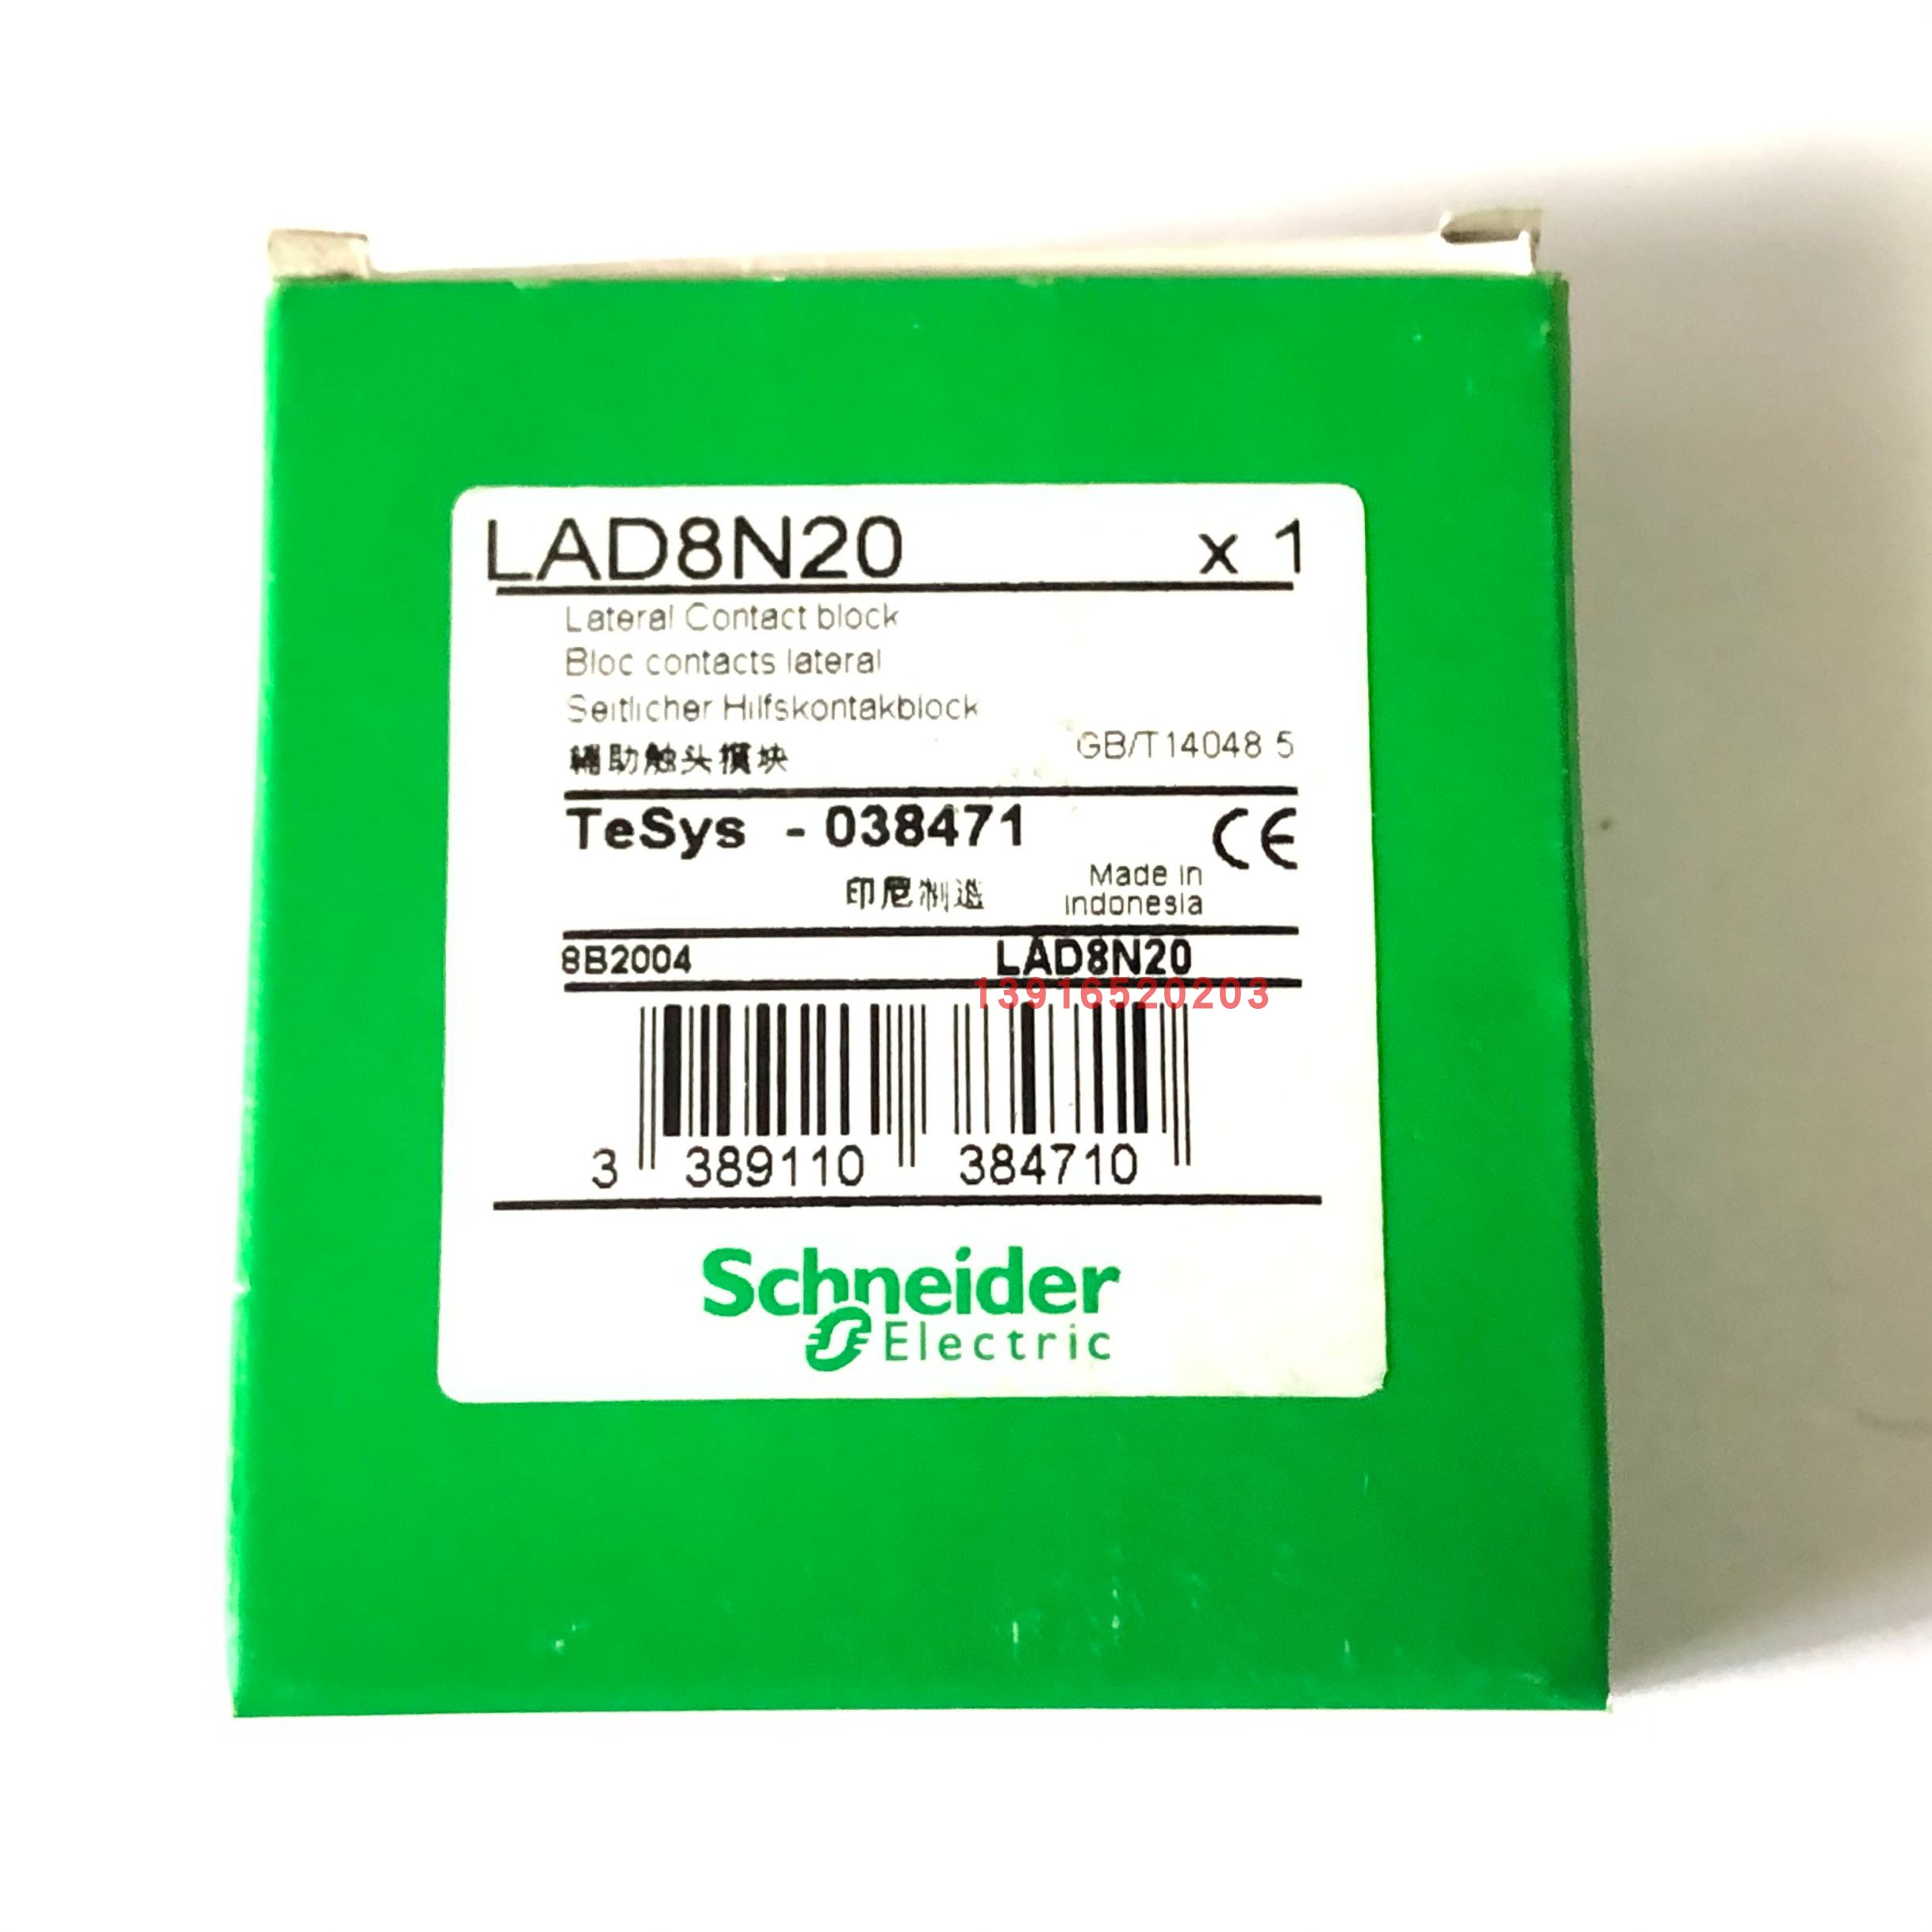 LAD8N20 x 1
Lateral Contact block
Bloc contacts lateral
Seitlicher Hilfskontakblock
輔助触头模块 GB/T14048 5
TeSys - 038471 CE
印尼制造 Made in
Indonesia
8B2004 LAD8N20
13916520203
3 389110 384710
Schneider
Electric